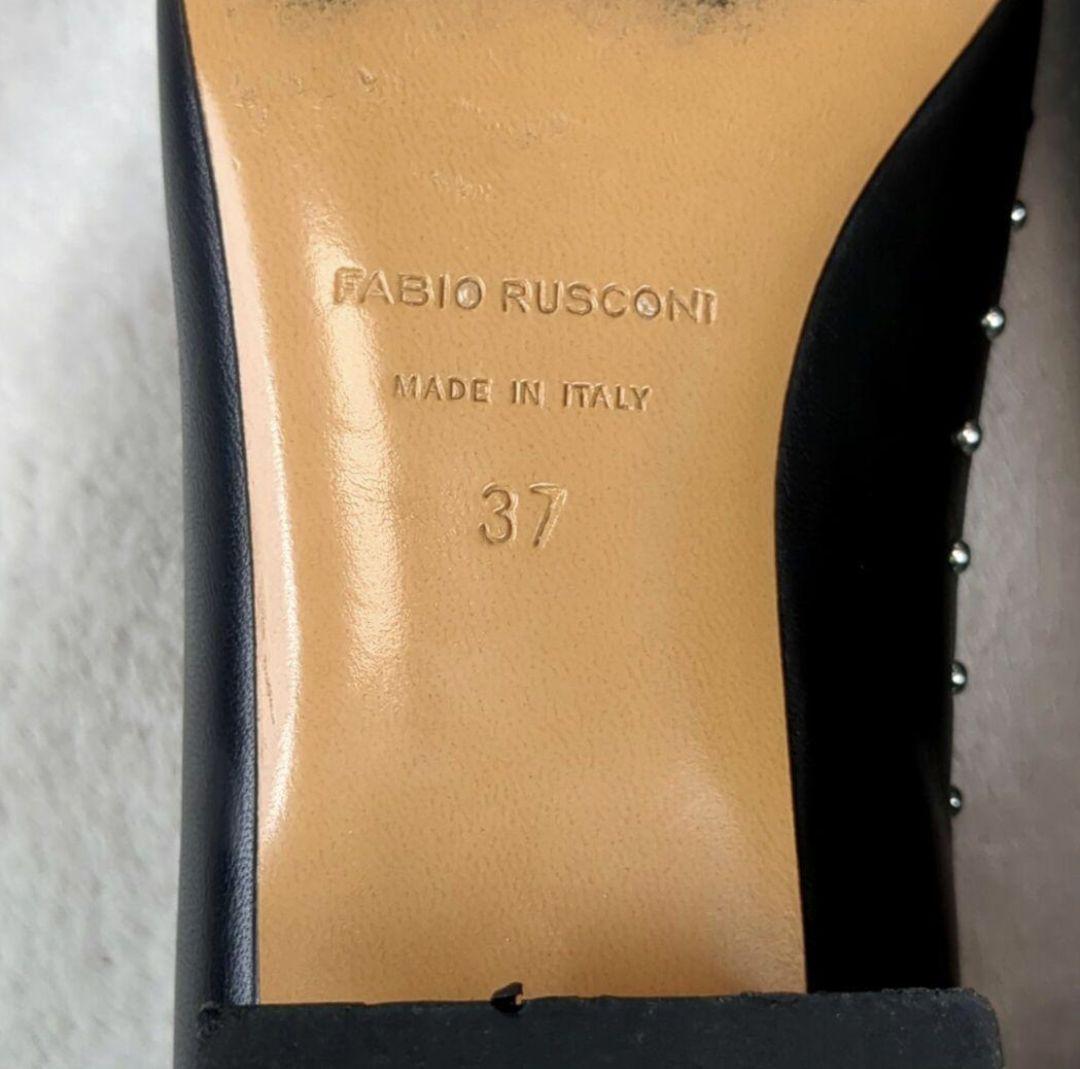 FABIO RUSCONI
MADE IN ITALY
37